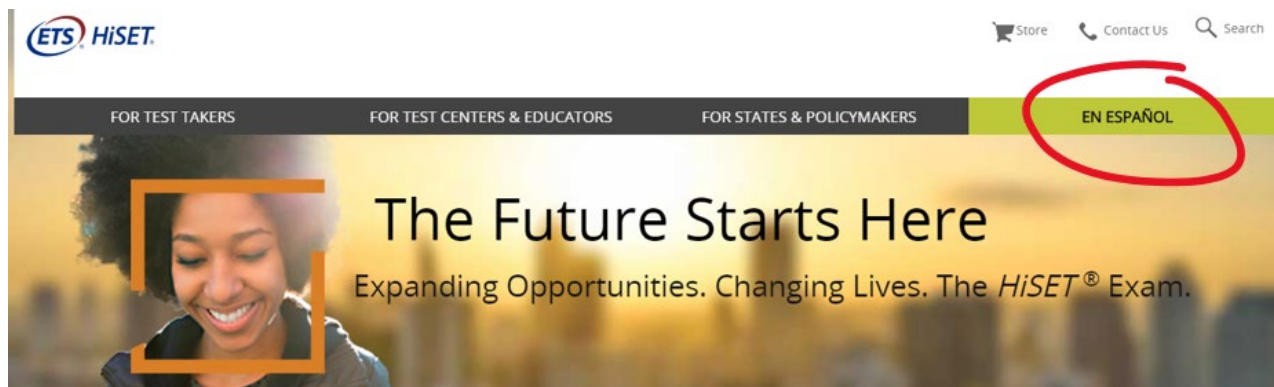 ETS® HiSET®
Store Contact Us Search
FOR TEST TAKERS FOR TEST CENTERS & EDUCATORS FOR STATES & POLICYMAKERS EN ESPAÑOL
The Future Starts Here
Expanding Opportunities. Changing Lives. The HiSET® Exam.